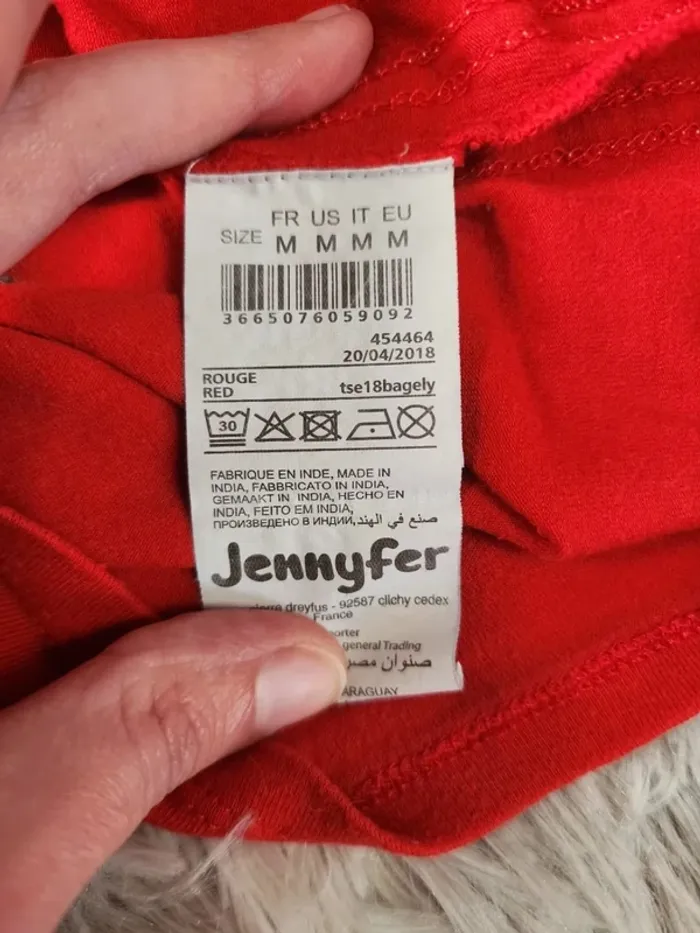 FR US IT EU
SIZE M M M M
3665076059092
454464
20/04/2018
ROUGE
RED tse18bagely
30
FABRIQUE EN INDE, MADE IN
INDIA, FABBRICATO IN INDIA,
GEMAAKT IN INDIA, HECHO EN
INDIA, FEITO EM INDIA,
ПРОИЗВЕДЕНО В ИНДИИ, صنع في الهند
Jennyfer
dreyfus - 92587 clichy cedex
France
general Trading
صنوان مصر